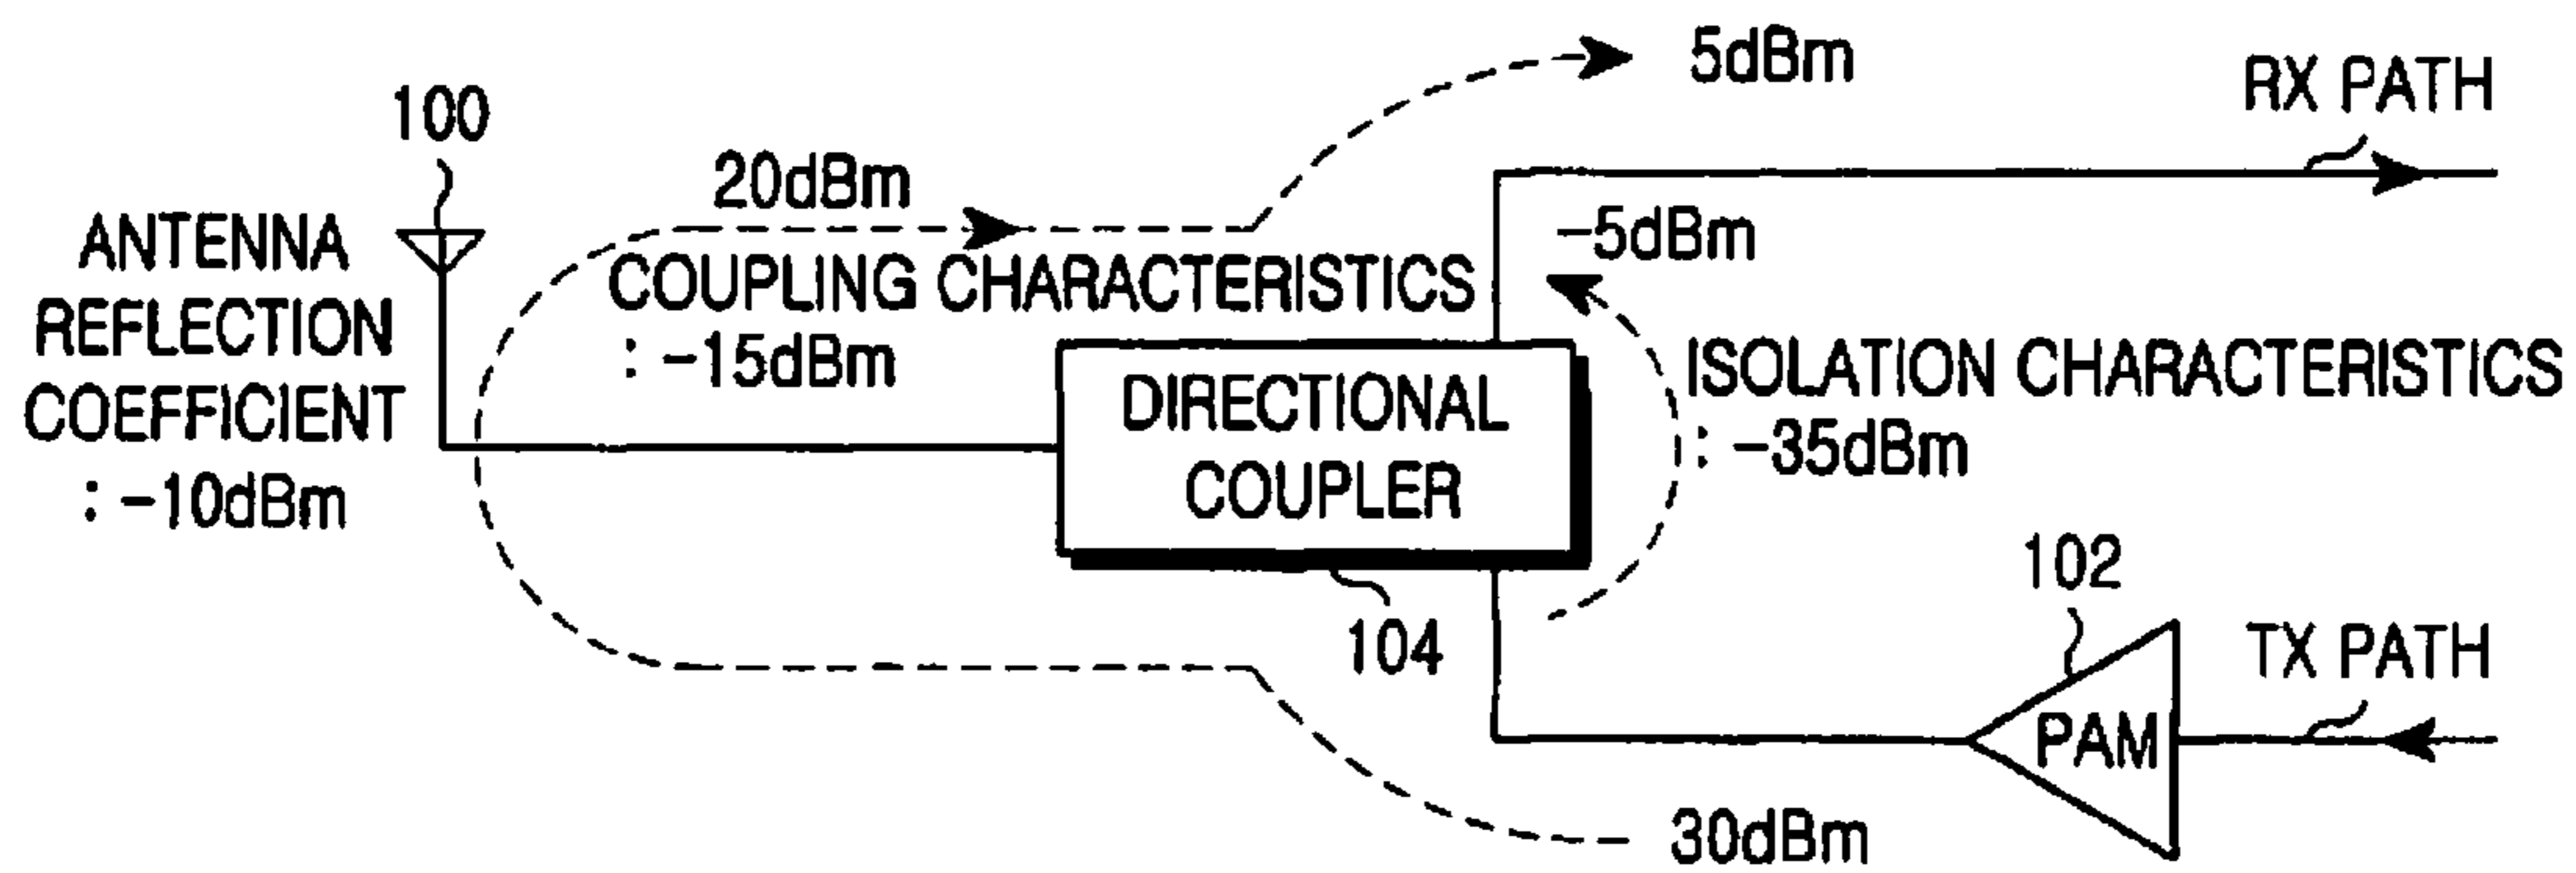 5dBm
RX PATH
100
20dBm
ANTENNA
REFLECTION
COEFFICIENT
: -10dBm
COUPLING CHARACTERISTICS
: -15dBm
-5dBm
DIRECTIONAL
COUPLER
ISOLATION CHARACTERISTICS
: -35dBm
104
102
TX PATH
PAM
30dBm